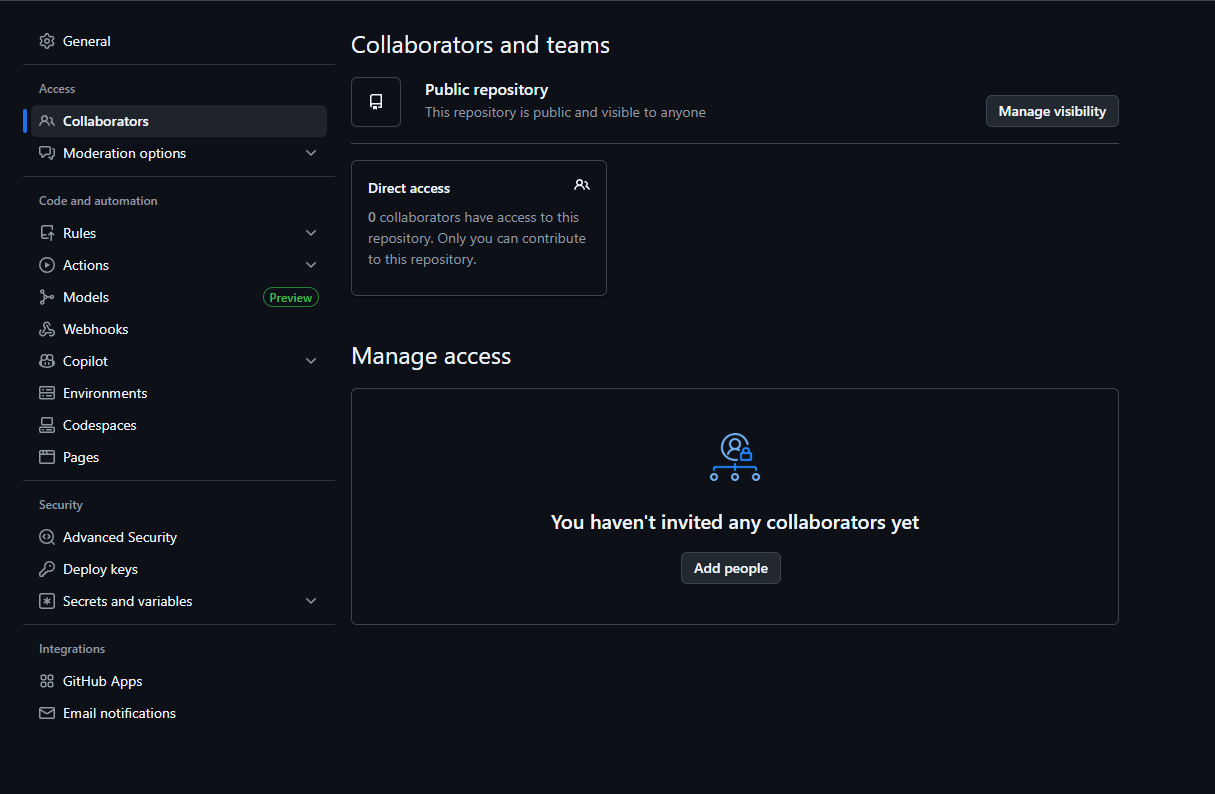 General
Access
Collaborators
Moderation options
Code and automation
Rules
Actions
Models Preview
Webhooks
Copilot
Environments
Codespaces
Pages
Security
Advanced Security
Deploy keys
Secrets and variables
Integrations
GitHub Apps
Email notifications
Collaborators and teams
Public repository
This repository is public and visible to anyone
Manage visibility
Direct access
0 collaborators have access to this
repository. Only you can contribute
to this repository.
Manage access
You haven't invited any collaborators yet
Add people